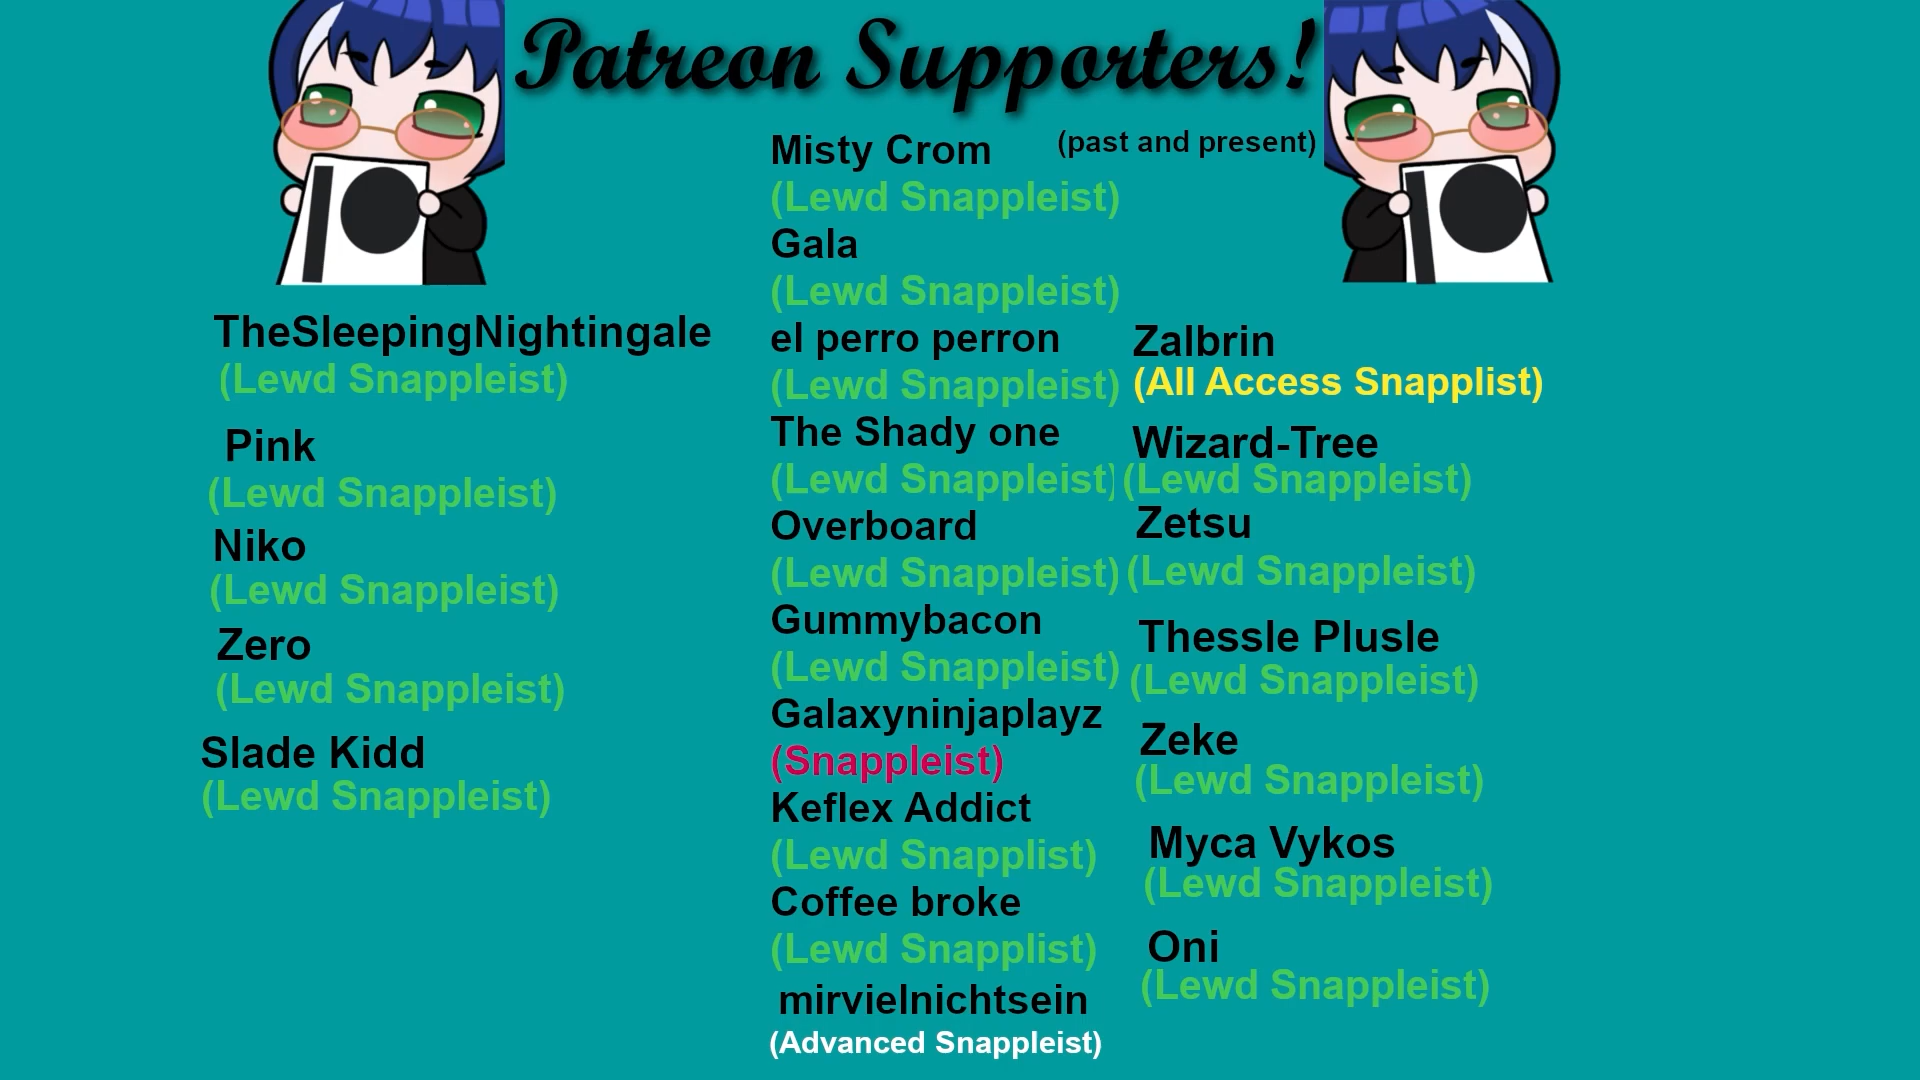 Patreon Supporters!
(past and present)
TheSleepingNightingale
(Lewd Snappleist)
Pink
(Lewd Snappleist)
Niko
(Lewd Snappleist)
Zero
(Lewd Snappleist)
Slade Kidd
(Lewd Snappleist)
Misty Crom
(Lewd Snappleist)
Gala
(Lewd Snappleist)
el perro perron
(Lewd Snappleist)
The Shady one
(Lewd Snappleist)
Overboard
(Lewd Snappleist)
Gummybacon
(Lewd Snappleist)
Galaxyninjaplayz
(Snappleist)
Keflex Addict
(Lewd Snapplist)
Coffee broke
(Lewd Snapplist)
mirvielnichtsein
(Advanced Snappleist)
Zalbrin
(All Access Snapplist)
Wizard-Tree
(Lewd Snappleist)
Zetsu
(Lewd Snappleist)
Thessle Plusle
(Lewd Snappleist)
Zeke
(Lewd Snappleist)
Myca Vykos
(Lewd Snappleist)
Oni
(Lewd Snappleist)